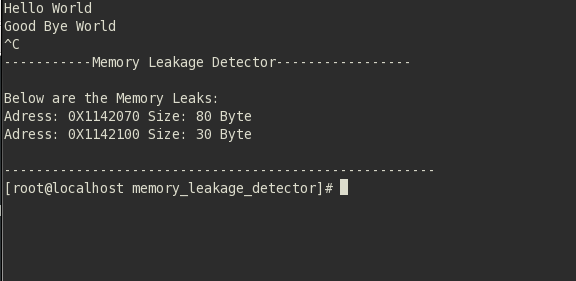 Hello World
Good Bye World
^C
-----------Memory Leakage Detector-----------------
Below are the Memory Leaks:
Adress: 0X1142070 Size: 80 Byte
Adress: 0X1142100 Size: 30 Byte
------------------------------------------------------
[root@localhost memory_leakage_detector]#